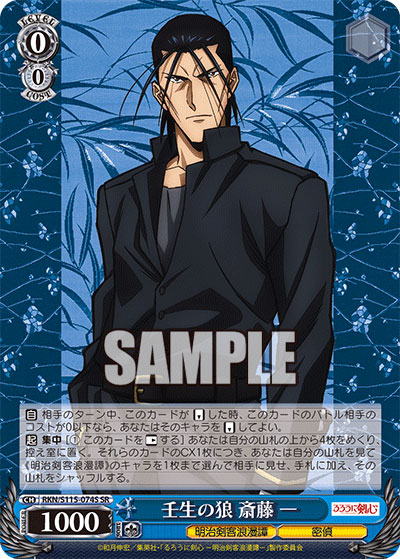 LEVEL
0
0
COST
SAMPLE
【自】 相手のターン中、このカードが【リバース】した時、このカードのバトル相手の
コストが0以下なら、あなたはそのキャラを【リバース】してよい。
【起】 集中 [このカードを【レスト】する] あなたは自分の山札の上から4枚をめくり、
控え室に置く。それらのカードのCX1枚につき、あなたは自分の山札を見て
《明治剣客浪漫譚》のキャラを1枚まで選んで相手に見せ、手札に加え、その
山札をシャッフルする。
CH RKN/S115-074S SR
壬生の狼 斎藤 一
るろうに剣心
POWER
1000
明治剣客浪漫譚
密偵
©和月伸宏/集英社・「るろうに剣心 -明治剣客浪漫譚-」製作委員会